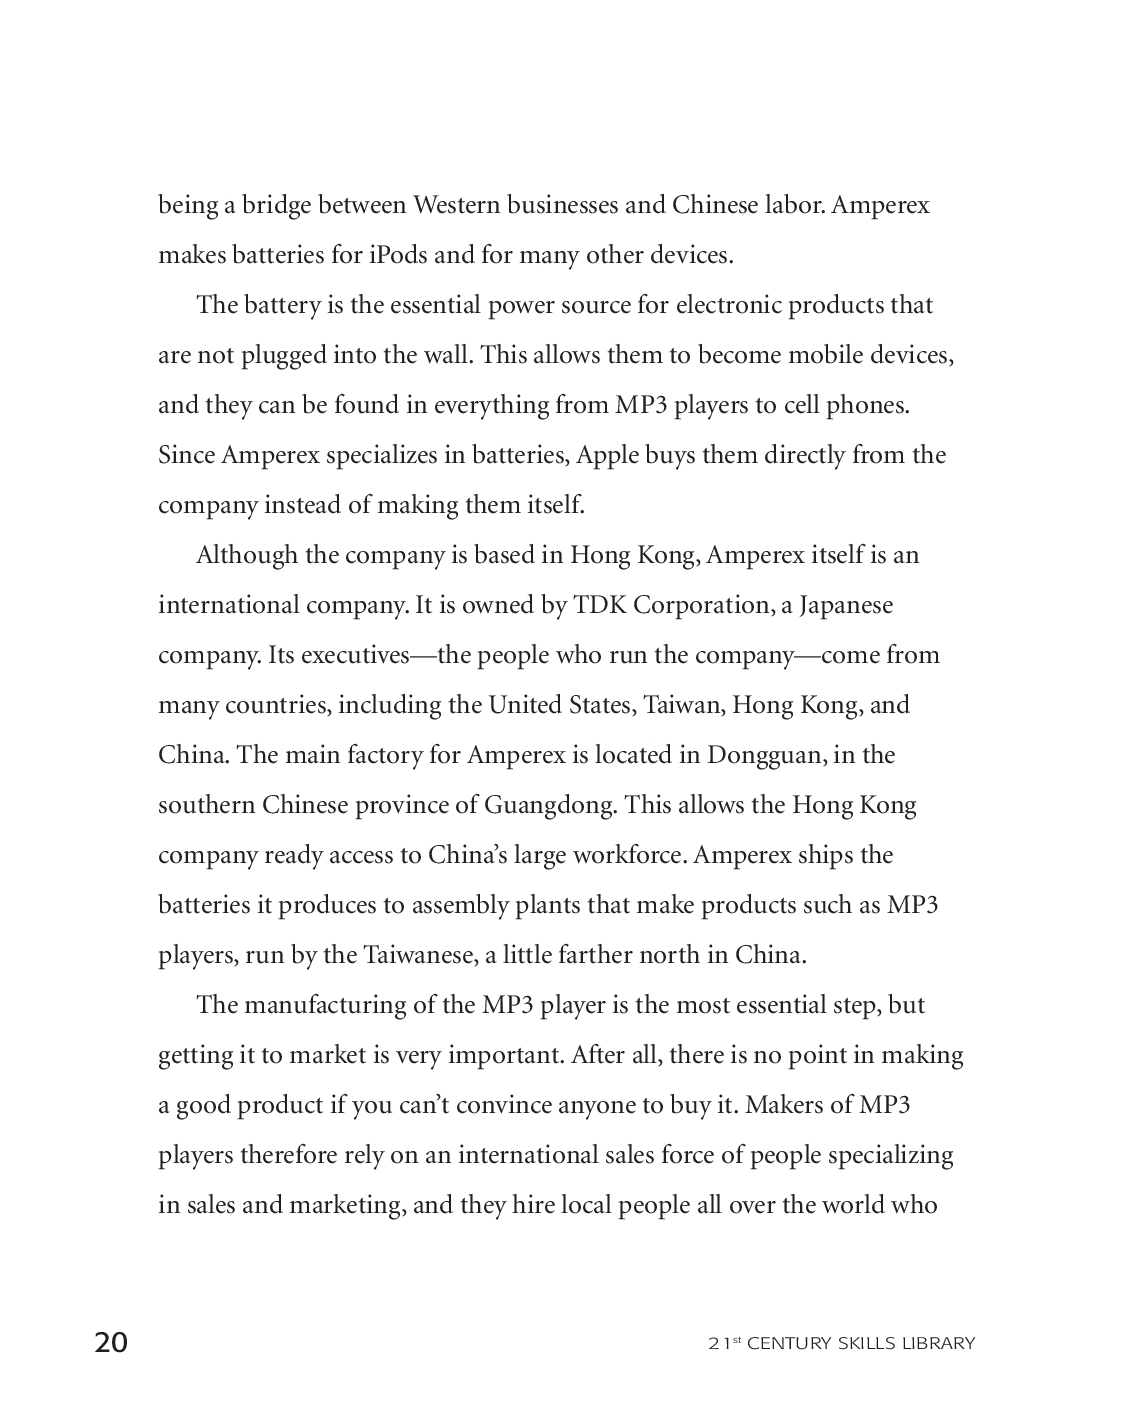 being a bridge between Western businesses and Chinese labor. Amperex
makes batteries for iPods and for many other devices.
The battery is the essential power source for electronic products that
are not plugged into the wall. This allows them to become mobile devices,
and they can be found in everything from MP3 players to cell phones.
Since Amperex specializes in batteries, Apple buys them directly from the
company instead of making them itself.
Although the company is based in Hong Kong, Amperex itself is an
international company. It is owned by TDK Corporation, a Japanese
company. Its executives—the people who run the company—come from
many countries, including the United States, Taiwan, Hong Kong, and
China. The main factory for Amperex is located in Dongguan, in the
southern Chinese province of Guangdong. This allows the Hong Kong
company ready access to China’s large workforce. Amperex ships the
batteries it produces to assembly plants that make products such as MP3
players, run by the Taiwanese, a little farther north in China.
The manufacturing of the MP3 player is the most essential step, but
getting it to market is very important. After all, there is no point in making
a good product if you can’t convince anyone to buy it. Makers of MP3
players therefore rely on an international sales force of people specializing
in sales and marketing, and they hire local people all over the world who
20
21st CENTURY SKILLS LIBRARY